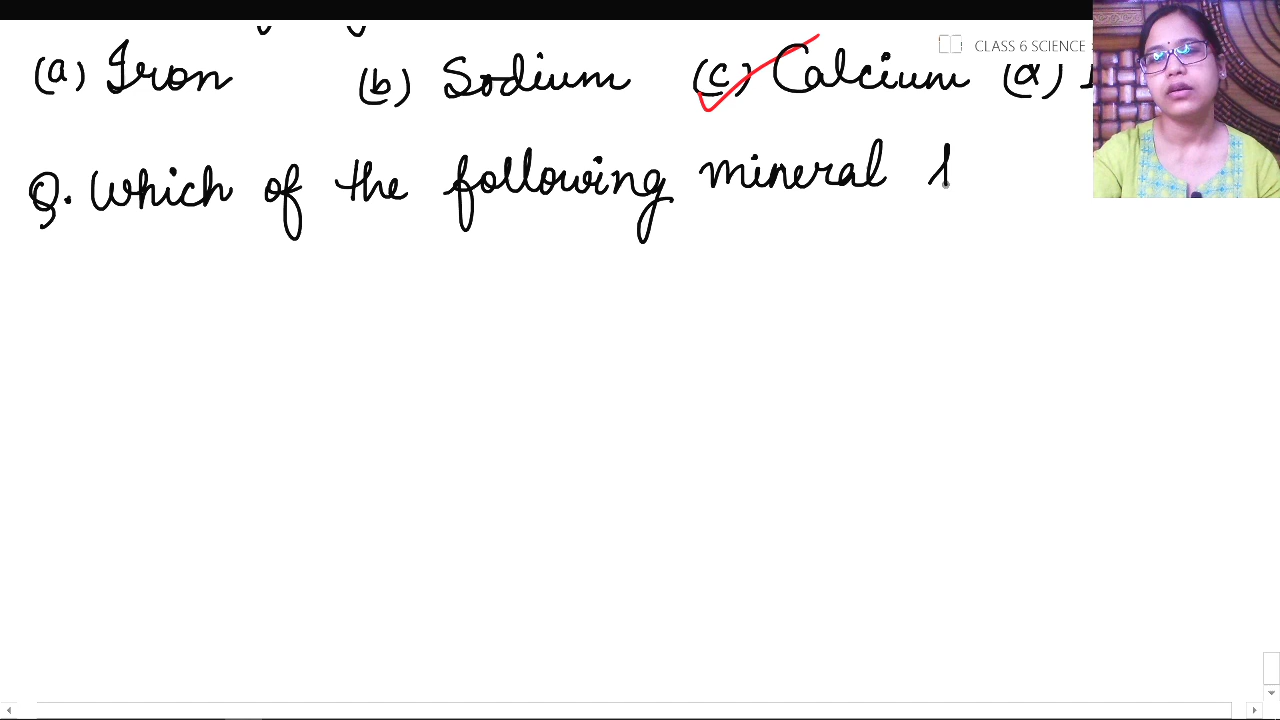 CLASS 6 SCIENCE
(a) Iron (b) Sodium (c) Calcium (d)
Q. Which of the following mineral